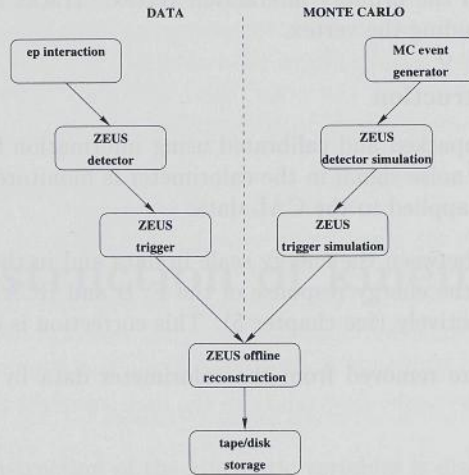 DATA
MONTE CARLO
ep interaction
MC event
generator
ZEUS
detector
ZEUS
detector simulation
ZEUS
trigger
ZEUS
trigger simulation
ZEUS offline
reconstruction
tape/disk
storage